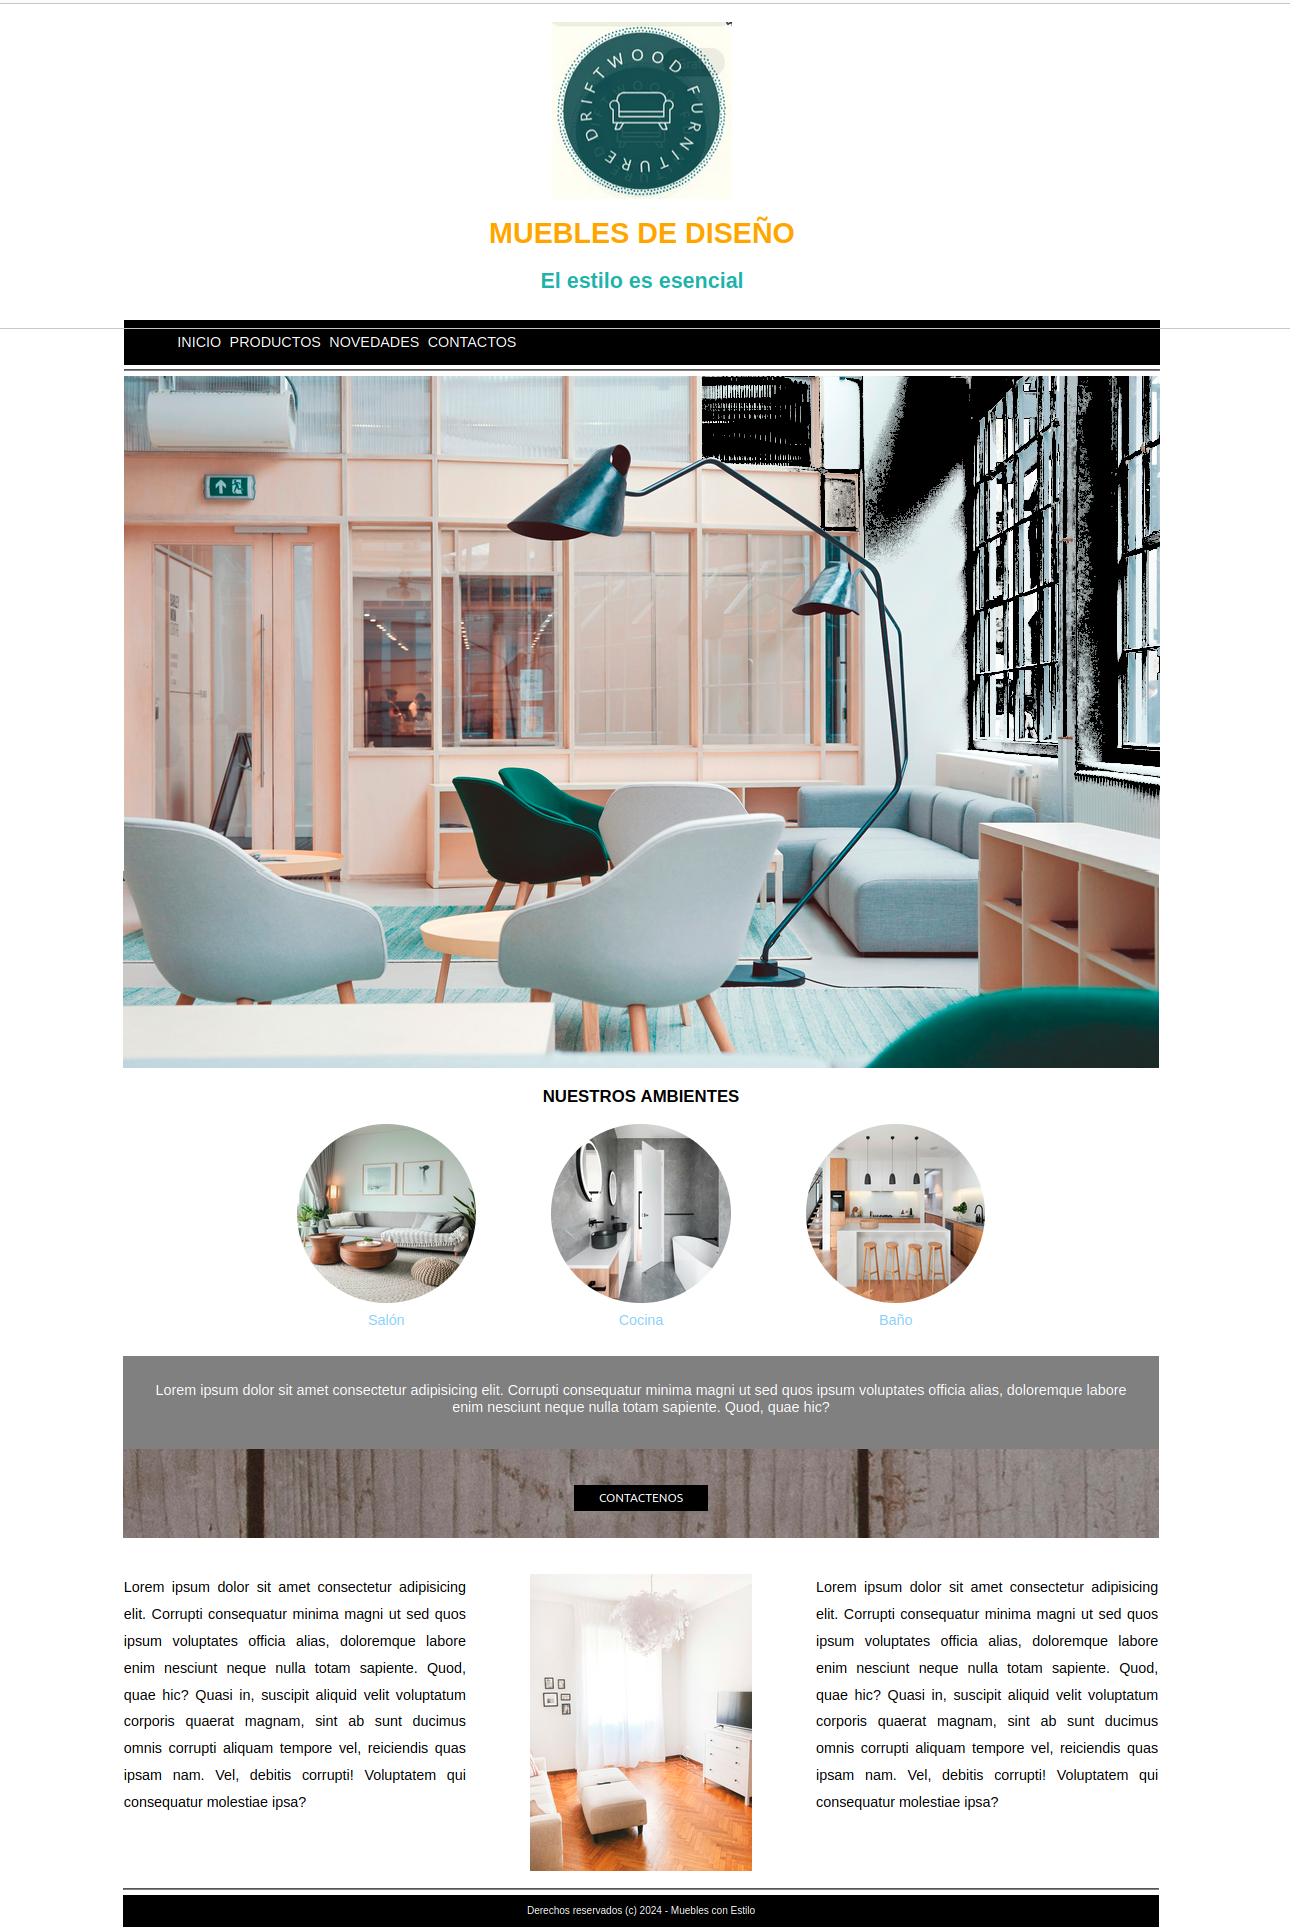 DRIFTWOOD FURNITURE
MUEBLES DE DISEÑO
El estilo es esencial
INICIO PRODUCTOS NOVEDADES CONTACTOS
NUESTROS AMBIENTES
Salón Cocina Baño
Lorem ipsum dolor sit amet consectetur adipisicing elit. Corrupti consequatur minima magni ut sed quos ipsum voluptates officia alias, doloremque labore
enim nesciunt neque nulla totam sapiente. Quod, quae hic?
CONTACTENOS
Lorem ipsum dolor sit amet consectetur adipisicing
elit. Corrupti consequatur minima magni ut sed quos
ipsum voluptates officia alias, doloremque labore
enim nesciunt neque nulla totam sapiente. Quod,
quae hic? Quasi in, suscipit aliquid velit voluptatum
corporis quaerat magnam, sint ab sunt ducimus
omnis corrupti aliquam tempore vel, reiciendis quas
ipsam nam. Vel, debitis corrupti! Voluptatem qui
consequatur molestiae ipsa?
Lorem ipsum dolor sit amet consectetur adipisicing
elit. Corrupti consequatur minima magni ut sed quos
ipsum voluptates officia alias, doloremque labore
enim nesciunt neque nulla totam sapiente. Quod,
quae hic? Quasi in, suscipit aliquid velit voluptatum
corporis quaerat magnam, sint ab sunt ducimus
omnis corrupti aliquam tempore vel, reiciendis quas
ipsam nam. Vel, debitis corrupti! Voluptatem qui
consequatur molestiae ipsa?
Derechos reservados (c) 2024 - Muebles con Estilo